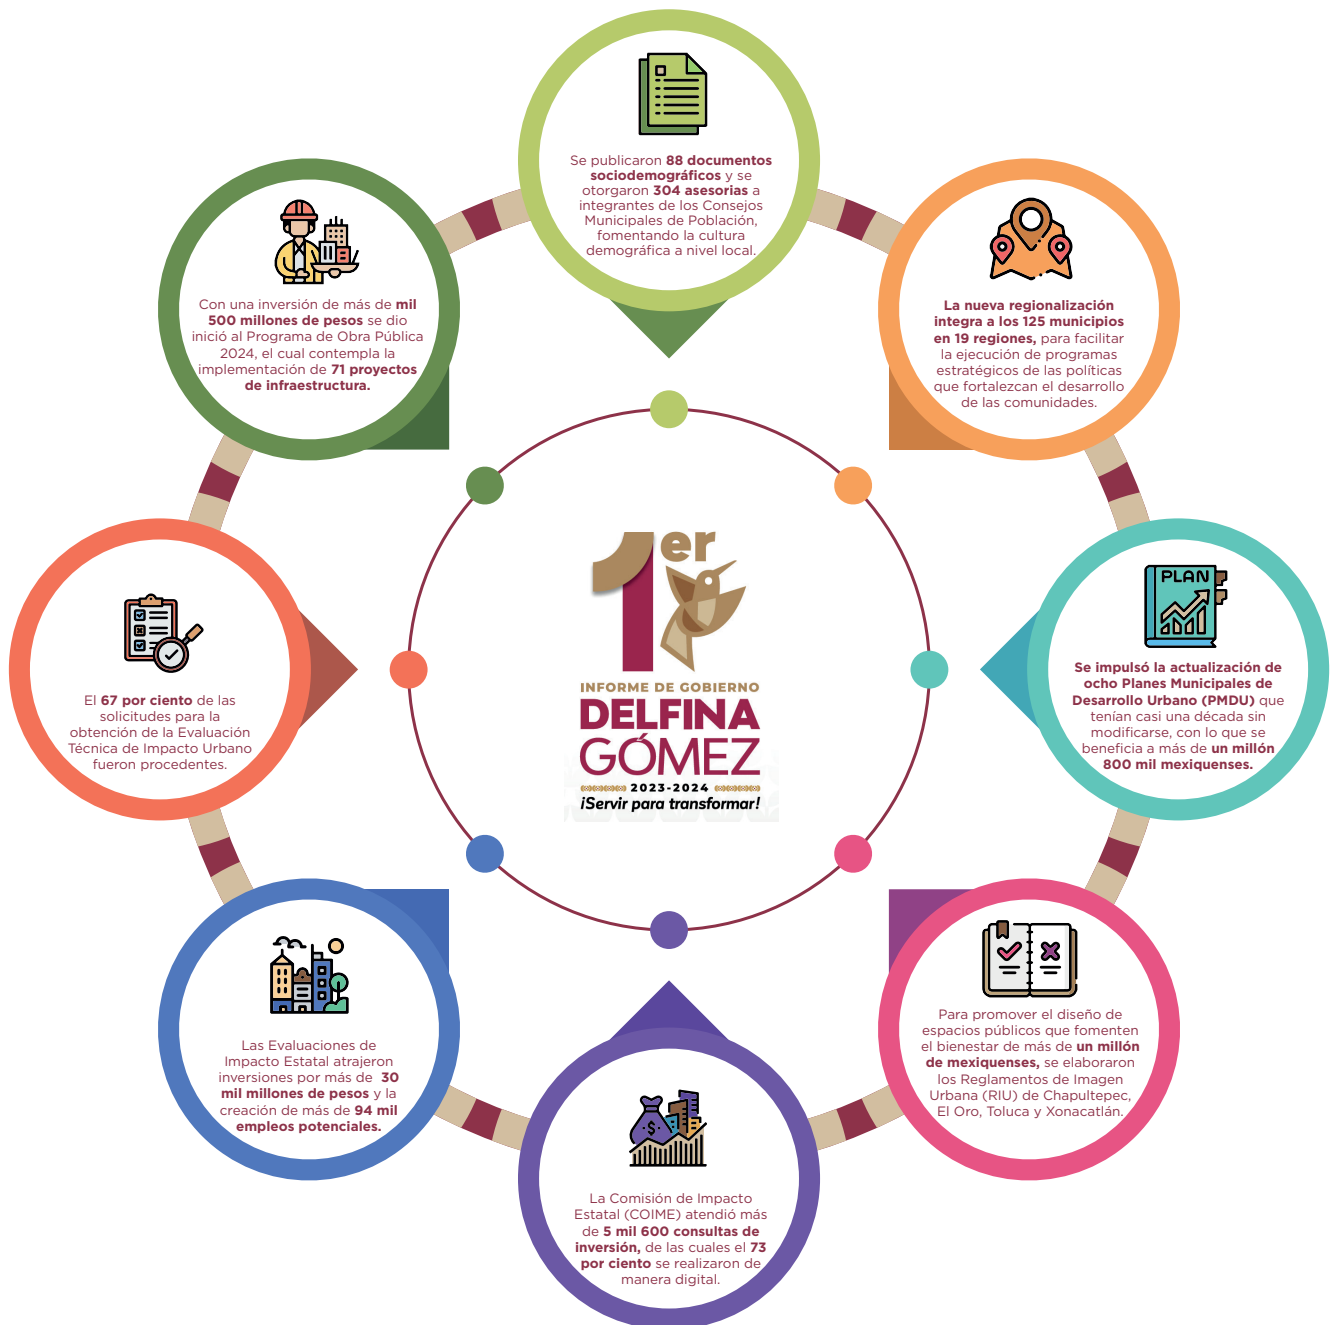 Se publicaron 88 documentos
sociodemográficos y se
otorgaron 304 asesorias a
integrantes de los Consejos
Municipales de Población,
fomentando la cultura
demográfica a nivel local.
Con una inversión de más de mil
500 millones de pesos se dio
inició al Programa de Obra Pública
2024, el cual contempla la
implementación de 71 proyectos
de infraestructura.
La nueva regionalización
integra a los 125 municipios
en 19 regiones, para facilitar
la ejecución de programas
estratégicos de las políticas
que fortalezcan el desarrollo
de las comunidades.
1er
INFORME DE GOBIERNO
DELFINA
GÓMEZ
2023-2024
¡Servir para transformar!
El 67 por ciento de las
solicitudes para la
obtención de la Evaluación
Técnica de Impacto Urbano
fueron procedentes.
PLAN
Se impulsó la actualización de
ocho Planes Municipales de
Desarrollo Urbano (PMDU) que
tenían casi una década sin
modificarse, con lo que se
beneficia a más de un millón
800 mil mexiquenses.
Las Evaluaciones de
Impacto Estatal atrajeron
inversiones por más de 30
mil millones de pesos y la
creación de más de 94 mil
empleos potenciales.
Para promover el diseño de
espacios públicos que fomenten
el bienestar de más de un millón
de mexiquenses, se elaboraron
los Reglamentos de Imagen
Urbana (RIU) de Chapultepec,
El Oro, Toluca y Xonacatlán.
$
La Comisión de Impacto
Estatal (COIME) atendió más
de 5 mil 600 consultas de
inversión, de las cuales el 73
por ciento se realizaron de
manera digital.